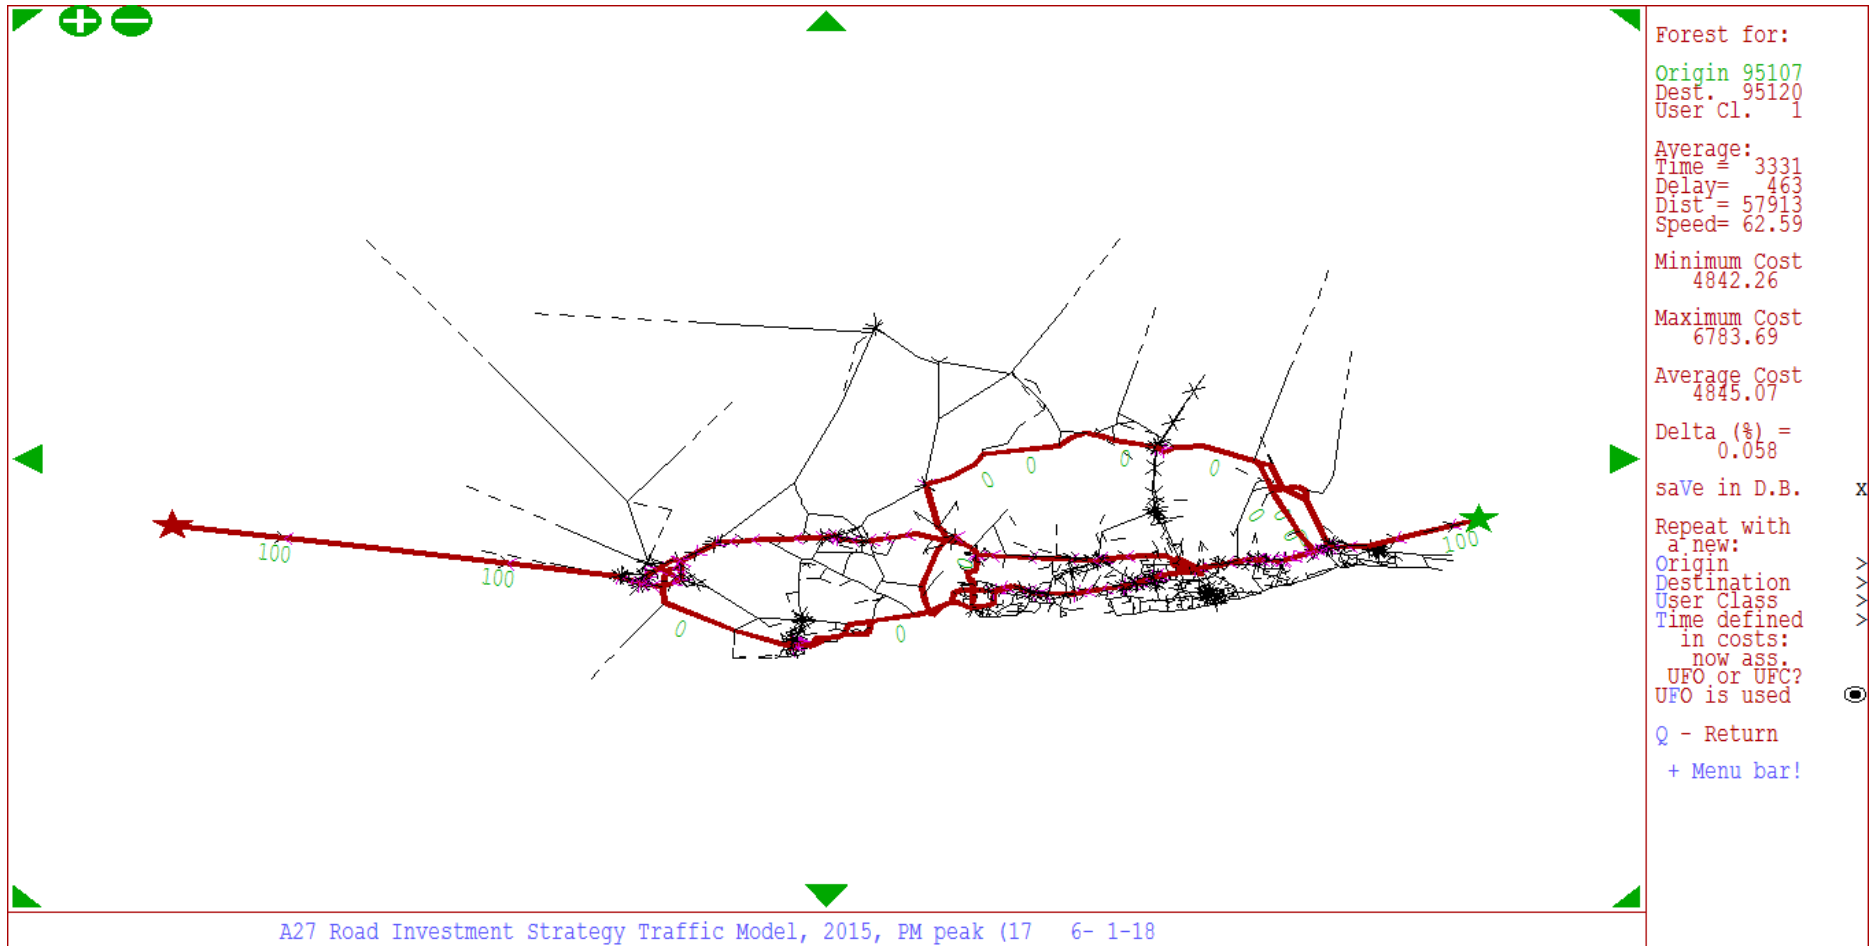 Forest for:
Origin 95107
Dest. 95120
User Cl. 1
Average:
Time = 3331
Delay= 463
Dist = 57913
Speed= 62.59
Minimum Cost
4842.26
Maximum Cost
6783.69
Average Cost
4845.07
Delta (%) =
0.058
saVe in D.B. x
Repeat with
a new:
Origin >
Destination >
User Class >
Time defined >
in costs:
now ass.
UFO or UFC?
UFO is used
Q - Return
+ Menu bar!
0
0
0
0
100
100
0
0
0
0
100
0
0
A27 Road Investment Strategy Traffic Model, 2015, PM peak (17 6- 1-18